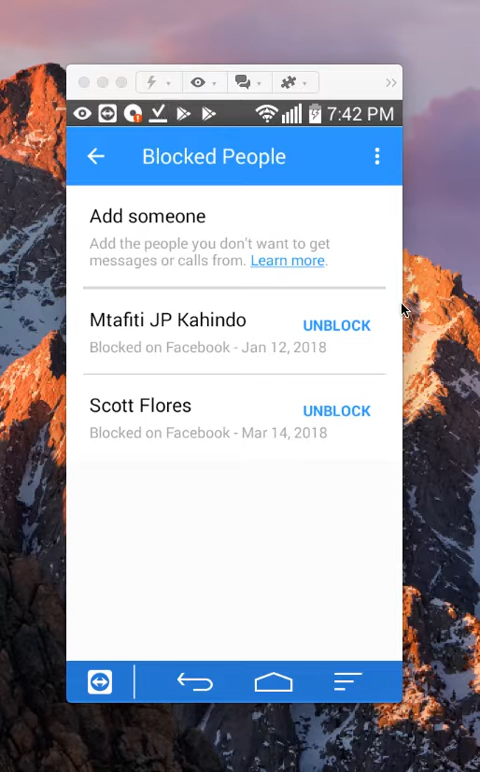 7:42 PM
Blocked People
Add someone
Add the people you don't want to get
messages or calls from. Learn more.
Mtafiti JP Kahindo
UNBLOCK
Blocked on Facebook - Jan 12, 2018
Scott Flores
UNBLOCK
Blocked on Facebook - Mar 14, 2018